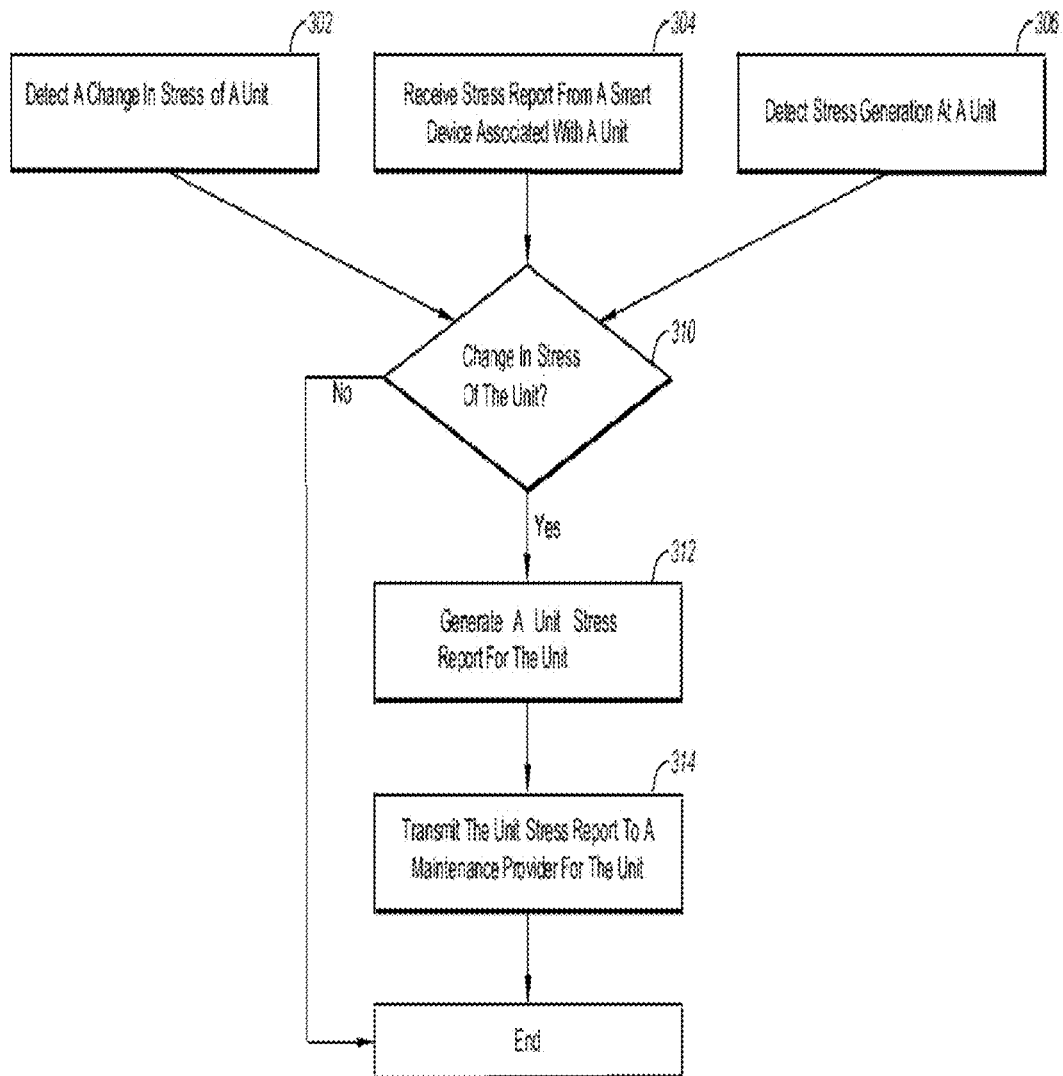 302
304
306
Detect A Change In Stress of A Unit
Receive Stress Report From A Smart
Device Associated With A Unit
Detect Stress Generation At A Unit
310
Change In Stress
Of The Unit?
No
Yes
312
Generate A Unit Stress
Report For The Unit
314
Transmit The Unit Stress Report To A
Maintenance Provider For The Unit
End